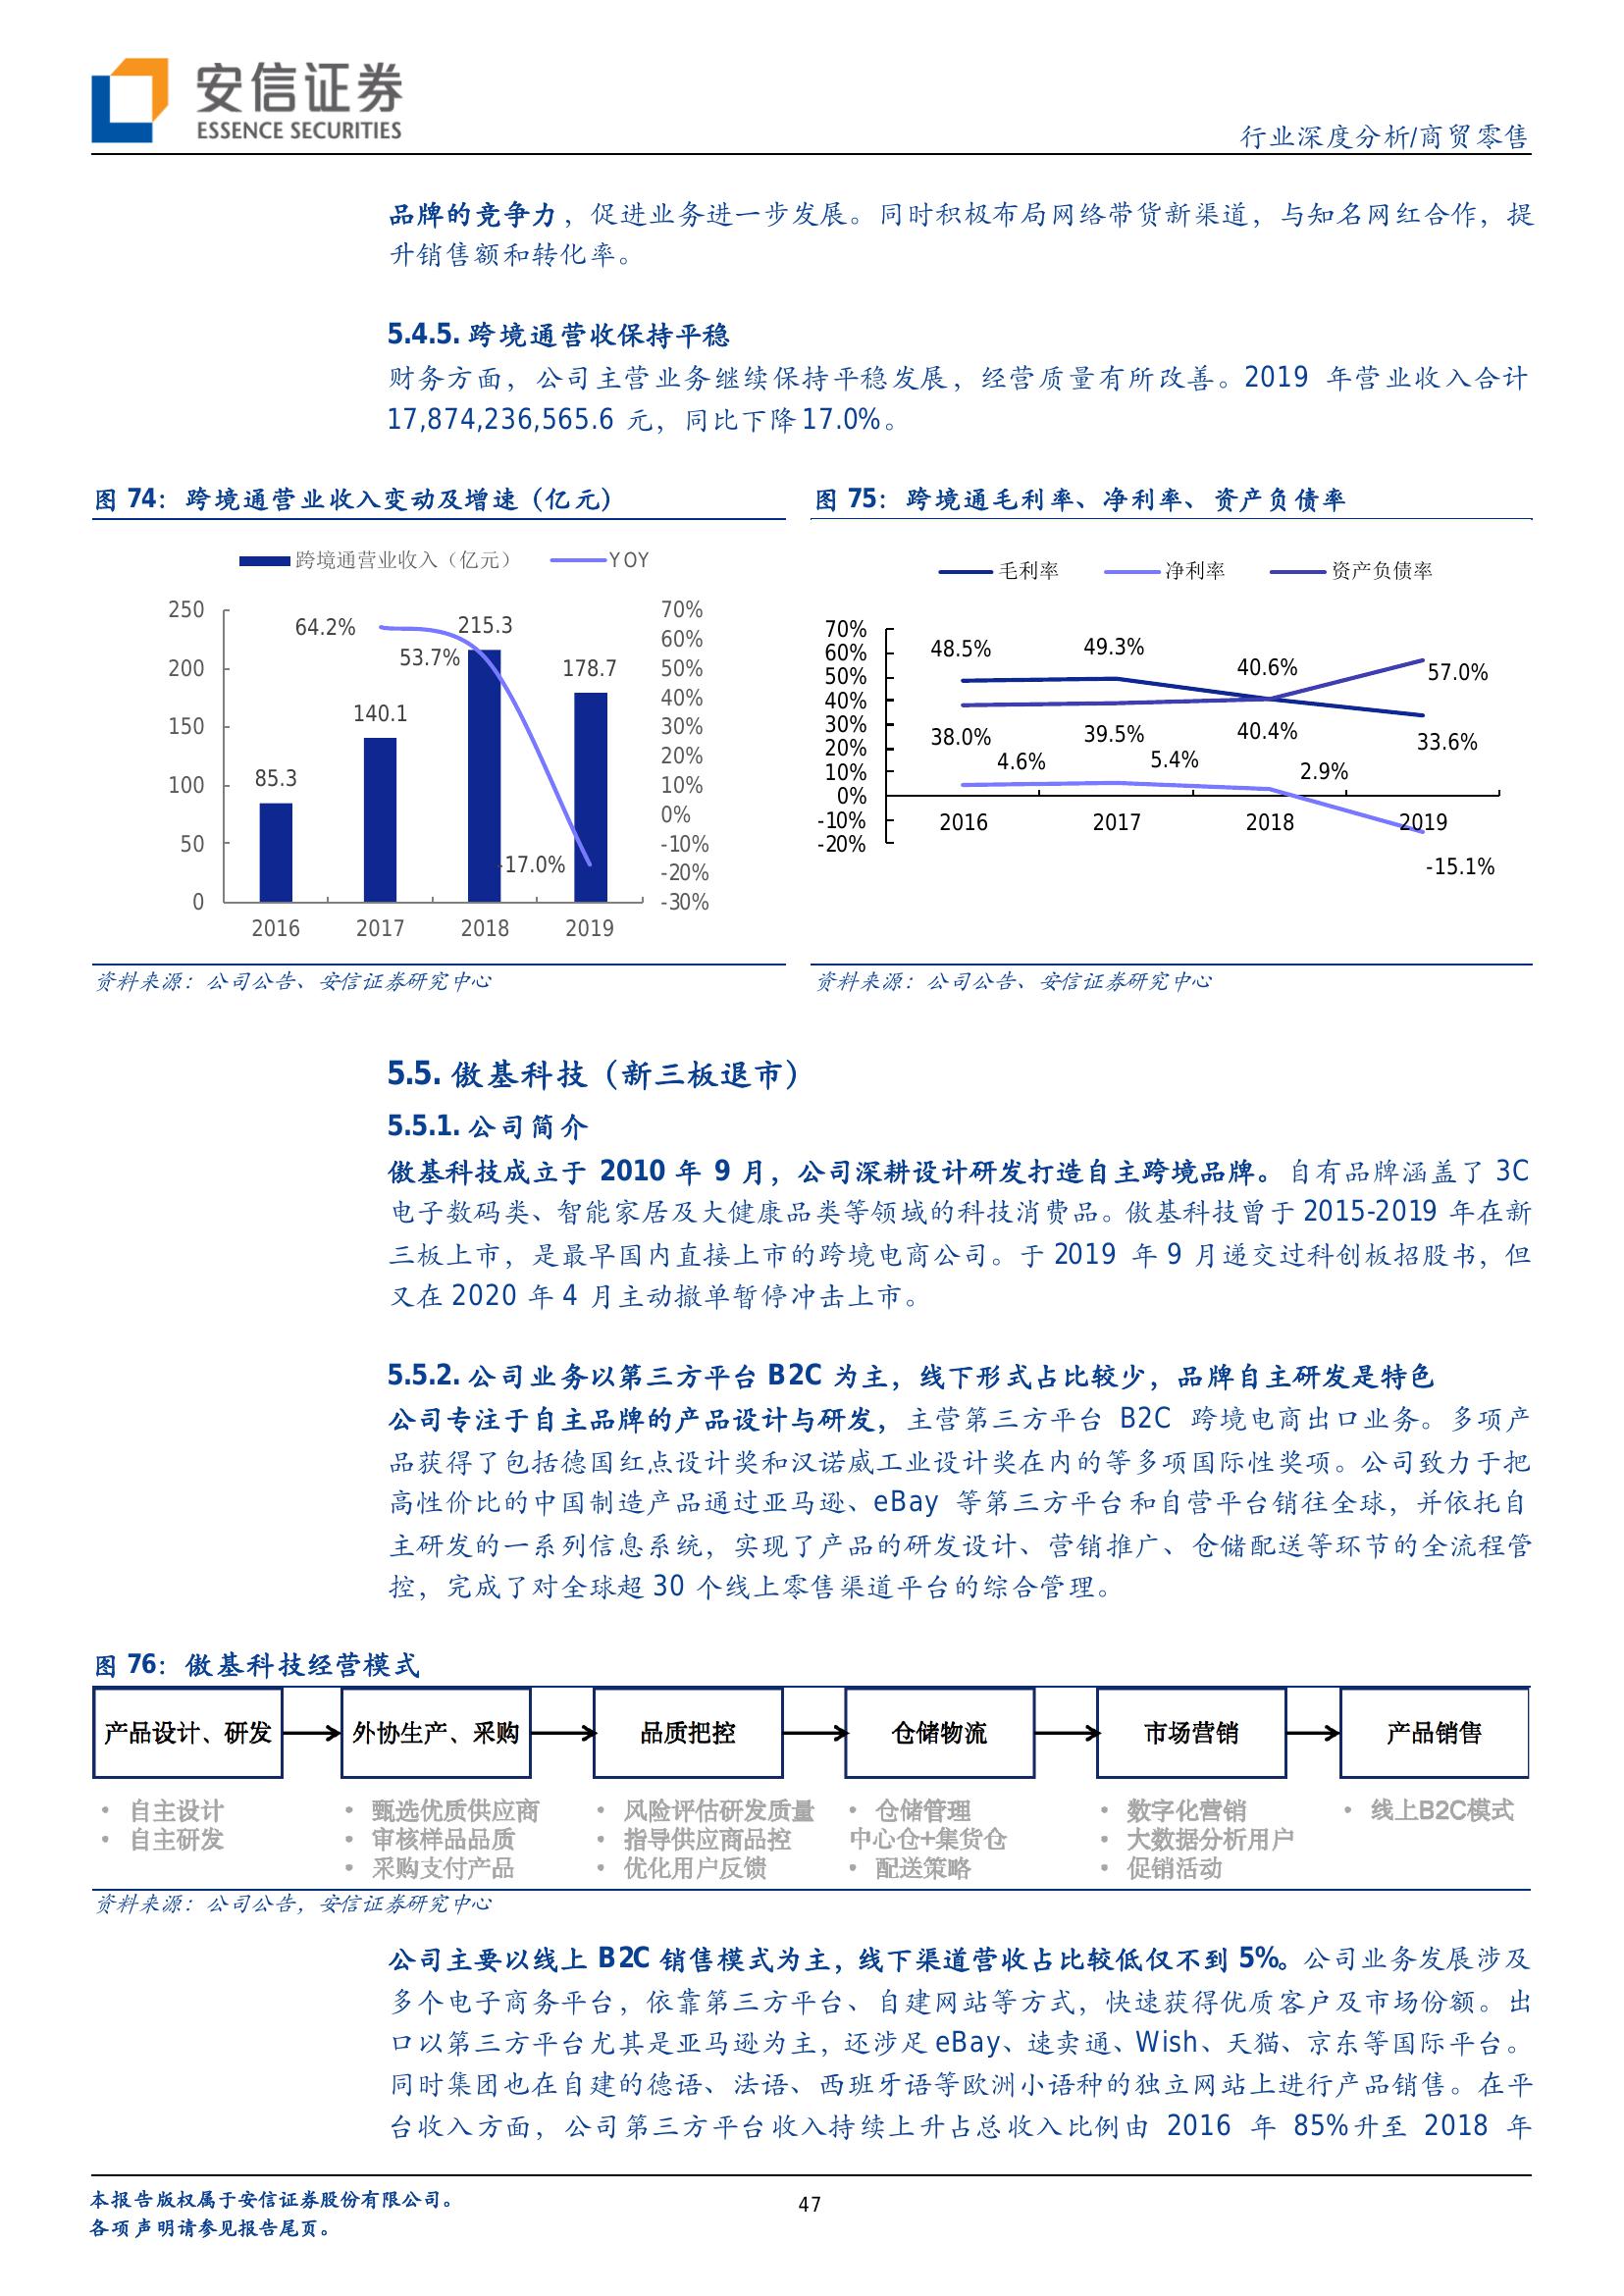 安信证券
ESSENCE SECURITIES
行业深度分析/商贸零售
品牌的竞争力，促进业务进一步发展。同时积极布局网络带货新渠道，与知名网红合作，提
升销售额和转化率。
5.4.5. 跨境通营收保持平稳
财务方面，公司主营业务继续保持平稳发展，经营质量有所改善。2019 年营业收入合计
17,874,236,565.6 元，同比下降17.0%。
图 74：跨境通营业收入变动及增速（亿元）
跨境通营业收入（亿元） YOY
250
200
150
100
50
0
70%
60%
50%
40%
30%
20%
10%
0%
-10%
-20%
-30%
64.2%
53.7%
-17.0%
85.3
140.1
215.3
178.7
2016 2017 2018 2019
资料来源：公司公告、安信证券研究中心
图 75：跨境通毛利率、净利率、资产负债率
毛利率 净利率 资产负债率
70%
60%
50%
40%
30%
20%
10%
0%
-10%
-20%
48.5% 49.3% 40.6% 57.0%
38.0% 39.5% 40.4% 33.6%
4.6% 5.4% 2.9%
2016 2017 2018 2019
-15.1%
资料来源：公司公告、安信证券研究中心
5.5. 傲基科技（新三板退市）
5.5.1. 公司简介
傲基科技成立于 2010 年 9 月，公司深耕设计研发打造自主跨境品牌。自有品牌涵盖了 3C
电子数码类、智能家居及大健康品类等领域的科技消费品。傲基科技曾于 2015-2019 年在新
三板上市，是最早国内直接上市的跨境电商公司。于 2019 年 9 月递交过科创板招股书，但
又在 2020 年 4 月主动撤单暂停冲击上市。
5.5.2. 公司业务以第三方平台 B2C 为主，线下形式占比较少，品牌自主研发是特色
公司专注于自主品牌的产品设计与研发，主营第三方平台 B2C 跨境电商出口业务。多项产
品获得了包括德国红点设计奖和汉诺威工业设计奖在内的等多项国际性奖项。公司致力于把
高性价比的中国制造产品通过亚马逊、eBay 等第三方平台和自营平台销往全球，并依托自
主研发的一系列信息系统，实现了产品的研发设计、营销推广、仓储配送等环节的全流程管
控，完成了对全球超 30 个线上零售渠道平台的综合管理。
图 76：傲基科技经营模式
产品设计、研发
外协生产、采购
品质把控
仓储物流
市场营销
产品销售
• 自主设计
• 自主研发
• 甄选优质供应商
• 审核样品品质
• 采购支付产品
• 风险评估研发质量
• 指导供应商品控
• 优化用户反馈
• 仓储管理
中心仓+集货仓
• 配送策略
• 数字化营销
• 大数据分析用户
• 促销活动
• 线上B2C模式
资料来源：公司公告，安信证券研究中心
公司主要以线上 B2C 销售模式为主，线下渠道营收占比较低仅不到 5%。公司业务发展涉及
多个电子商务平台，依靠第三方平台、自建网站等方式，快速获得优质客户及市场份额。出
口以第三方平台尤其是亚马逊为主，还涉足 eBay、速卖通、Wish、天猫、京东等国际平台。
同时集团也在自建的德语、法语、西班牙语等欧洲小语种的独立网站上进行产品销售。在平
台收入方面，公司第三方平台收入持续上升占总收入比例由 2016 年 85%升至 2018 年
本报告版权属于安信证券股份有限公司。
各项声明请参见报告尾页。
47